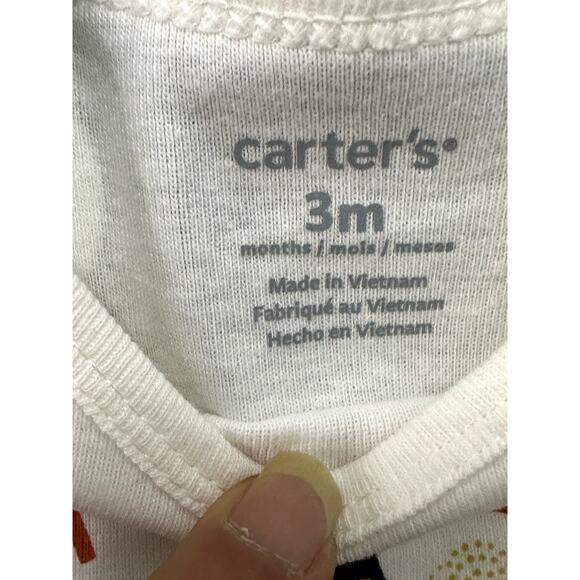 carter's®
3m
months / mois / meses
Made in Vietnam
Fabriqué au Vietnam
Hecho en Vietnam